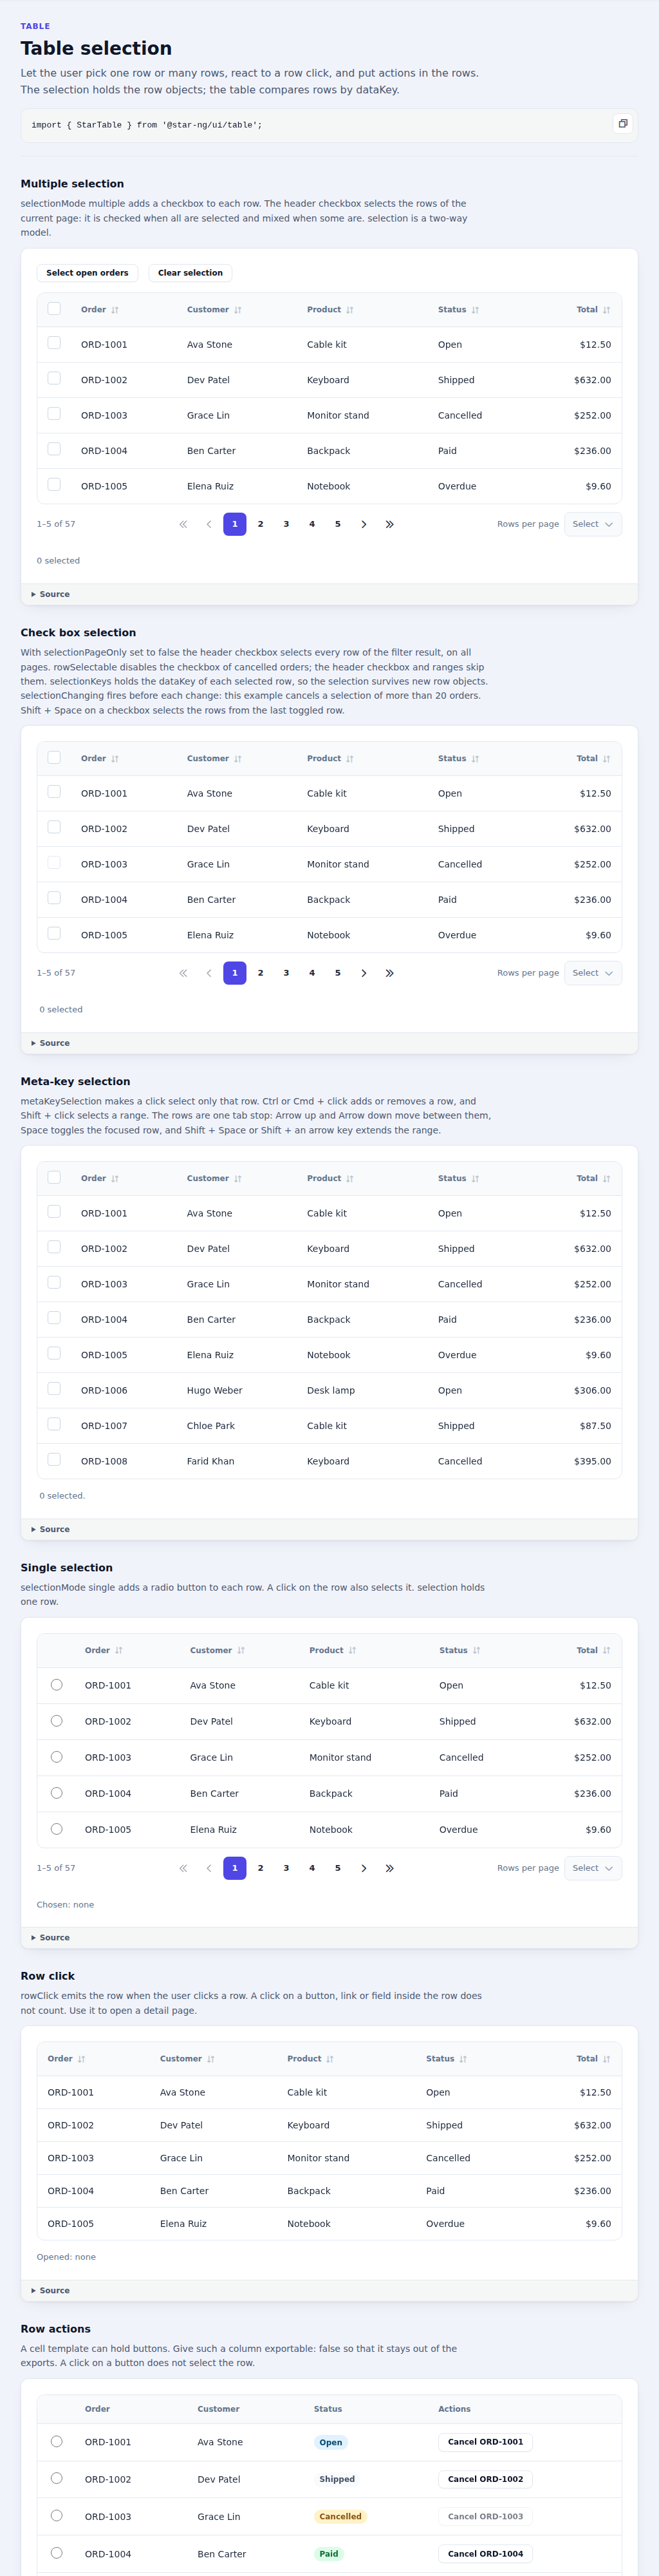 TABLE
Table selection
Let the user pick one row or many rows, react to a row click, and put actions in the rows.
The selection holds the row objects; the table compares rows by dataKey.
import { StarTable } from '@star-ng/ui/table';
Multiple selection
selectionMode multiple adds a checkbox to each row. The header checkbox selects the rows of the
current page: it is checked when all are selected and mixed when some are. selection is a two-way
model.
Select open orders Clear selection
Order Customer Product Status Total
ORD-1001 Ava Stone Cable kit Open $12.50
ORD-1002 Dev Patel Keyboard Shipped $632.00
ORD-1003 Grace Lin Monitor stand Cancelled $252.00
ORD-1004 Ben Carter Backpack Paid $236.00
ORD-1005 Elena Ruiz Notebook Overdue $9.60
1–5 of 57 1 2 3 4 5 Rows per page Select
0 selected
Source
Check box selection
With selectionPageOnly set to false the header checkbox selects every row of the filter result, on all
pages. rowSelectable disables the checkbox of cancelled orders; the header checkbox and ranges skip
them. selectionKeys holds the dataKey of each selected row, so the selection survives new row objects.
selectionChanging fires before each change: this example cancels a selection of more than 20 orders.
Shift + Space on a checkbox selects the rows from the last toggled row.
Order Customer Product Status Total
ORD-1001 Ava Stone Cable kit Open $12.50
ORD-1002 Dev Patel Keyboard Shipped $632.00
ORD-1003 Grace Lin Monitor stand Cancelled $252.00
ORD-1004 Ben Carter Backpack Paid $236.00
ORD-1005 Elena Ruiz Notebook Overdue $9.60
1–5 of 57 1 2 3 4 5 Rows per page Select
0 selected
Source
Meta-key selection
metaKeySelection makes a click select only that row. Ctrl or Cmd + click adds or removes a row, and
Shift + click selects a range. The rows are one tab stop: Arrow up and Arrow down move between them,
Space toggles the focused row, and Shift + Space or Shift + an arrow key extends the range.
Order Customer Product Status Total
ORD-1001 Ava Stone Cable kit Open $12.50
ORD-1002 Dev Patel Keyboard Shipped $632.00
ORD-1003 Grace Lin Monitor stand Cancelled $252.00
ORD-1004 Ben Carter Backpack Paid $236.00
ORD-1005 Elena Ruiz Notebook Overdue $9.60
ORD-1006 Hugo Weber Desk lamp Open $306.00
ORD-1007 Chloe Park Cable kit Shipped $87.50
ORD-1008 Farid Khan Keyboard Cancelled $395.00
0 selected.
Source
Single selection
selectionMode single adds a radio button to each row. A click on the row also selects it. selection holds
one row.
Order Customer Product Status Total
ORD-1001 Ava Stone Cable kit Open $12.50
ORD-1002 Dev Patel Keyboard Shipped $632.00
ORD-1003 Grace Lin Monitor stand Cancelled $252.00
ORD-1004 Ben Carter Backpack Paid $236.00
ORD-1005 Elena Ruiz Notebook Overdue $9.60
1–5 of 57 1 2 3 4 5 Rows per page Select
Chosen: none
Source
Row click
rowClick emits the row when the user clicks a row. A click on a button, link or field inside the row does
not count. Use it to open a detail page.
Order Customer Product Status Total
ORD-1001 Ava Stone Cable kit Open $12.50
ORD-1002 Dev Patel Keyboard Shipped $632.00
ORD-1003 Grace Lin Monitor stand Cancelled $252.00
ORD-1004 Ben Carter Backpack Paid $236.00
ORD-1005 Elena Ruiz Notebook Overdue $9.60
Opened: none
Source
Row actions
A cell template can hold buttons. Give such a column exportable: false so that it stays out of the
exports. A click on a button does not select the row.
Order Customer Status Actions
ORD-1001 Ava Stone Open Cancel ORD-1001
ORD-1002 Dev Patel Shipped Cancel ORD-1002
ORD-1003 Grace Lin Cancelled Cancel ORD-1003
ORD-1004 Ben Carter Paid Cancel ORD-1004